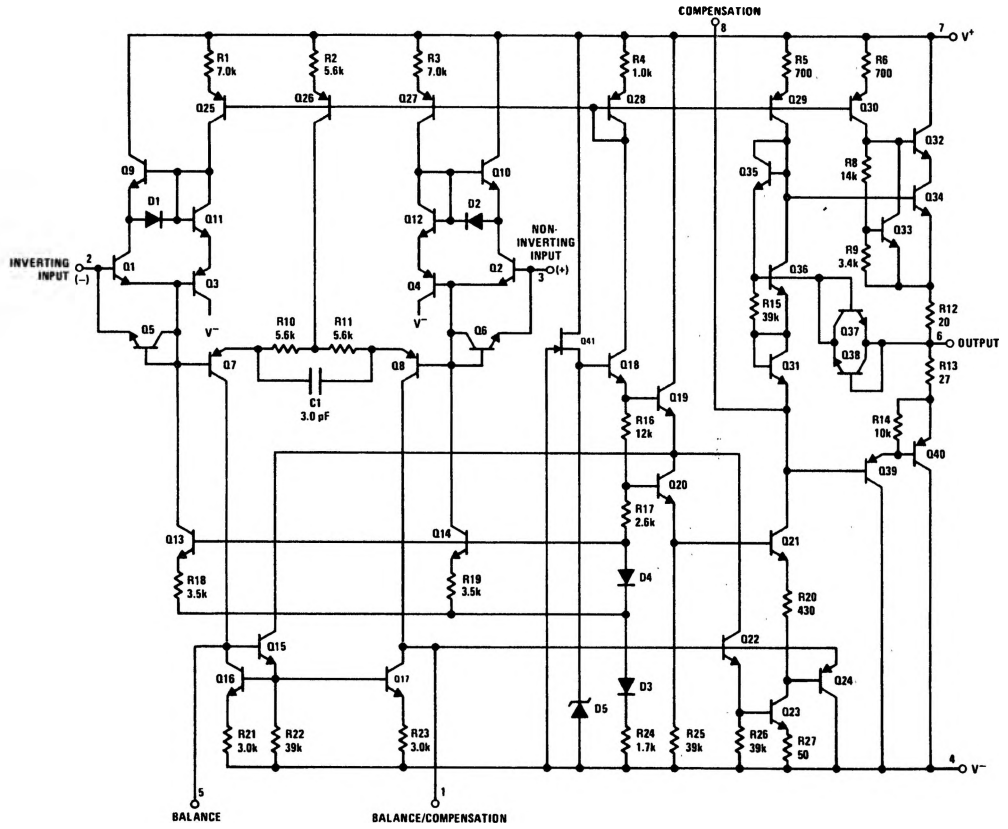 COMPENSATION
8
7
V+
R1
7.0k
R2
5.6k
R3
7.0k
R4
1.0k
R5
700
R6
700
Q25
Q26
Q27
Q28
Q29
Q30
Q9
Q10
Q35
R8
14k
Q32
D1
Q11
Q12
D2
Q34
NON-
INVERTING
INPUT
3 (+)
INVERTING
INPUT
2
(-)
Q1
Q3
Q4
Q2
Q33
R9
3.4k
Q36
V−
V−
R15
39k
R12
20
Q5
R10
5.6k
R11
5.6k
Q6
Q41
Q37
Q38
6
OUTPUT
Q7
Q8
Q18
Q31
R13
27
C1
3.0 pF
Q19
R16
12k
R14
10k
Q39
Q40
Q20
Q13
Q14
R17
2.6k
Q21
R18
3.5k
R19
3.5k
D4
R20
430
Q15
Q22
Q16
Q17
D3
Q24
D5
Q23
R21
3.0k
R22
39k
R23
3.0k
R24
1.7k
R25
39k
R26
39k
R27
50
4
V−
5
BALANCE
1
BALANCE/COMPENSATION